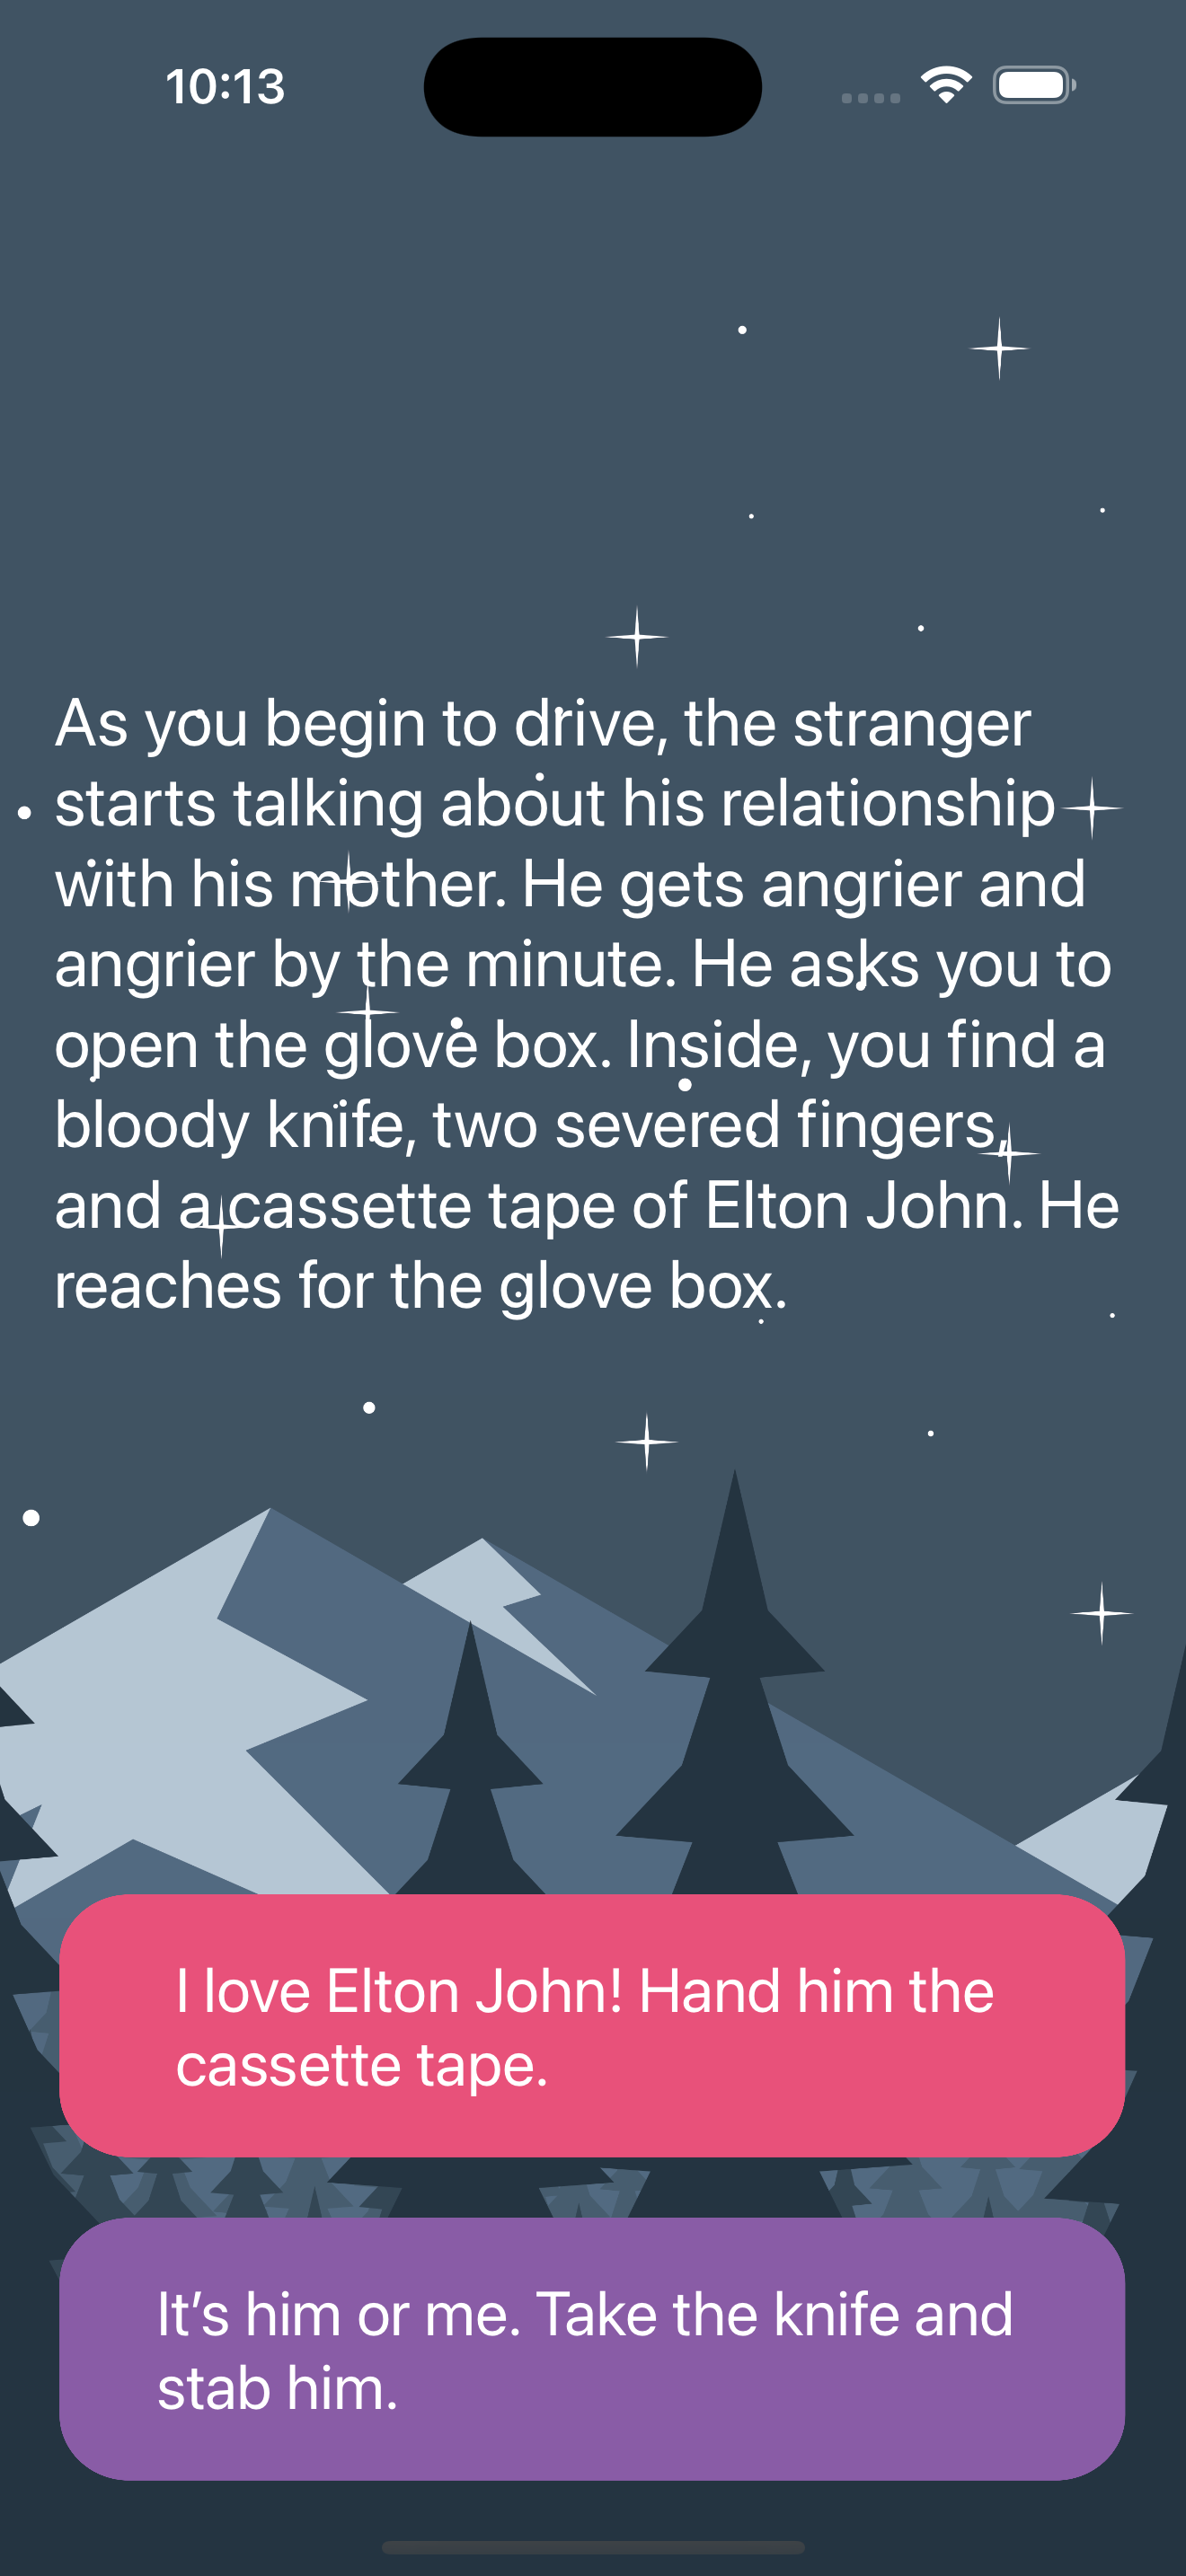 10:13
As you begin to drive, the stranger
starts talking about his relationship
with his mother. He gets angrier and
angrier by the minute. He asks you to
open the glove box. Inside, you find a
bloody knife, two severed fingers,
and a cassette tape of Elton John. He
reaches for the glove box.
I love Elton John! Hand him the
cassette tape.
It’s him or me. Take the knife and
stab him.